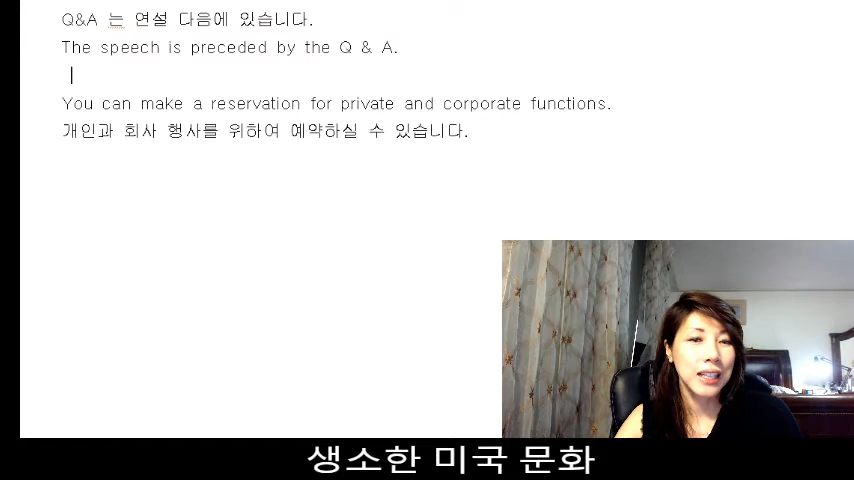 Q&A 는 연설 다음에 있습니다.
The speech is preceded by the Q & A.
You can make a reservation for private and corporate functions.
개인과 회사 행사를 위하여 예약하실 수 있습니다.
생소한 미국 문화